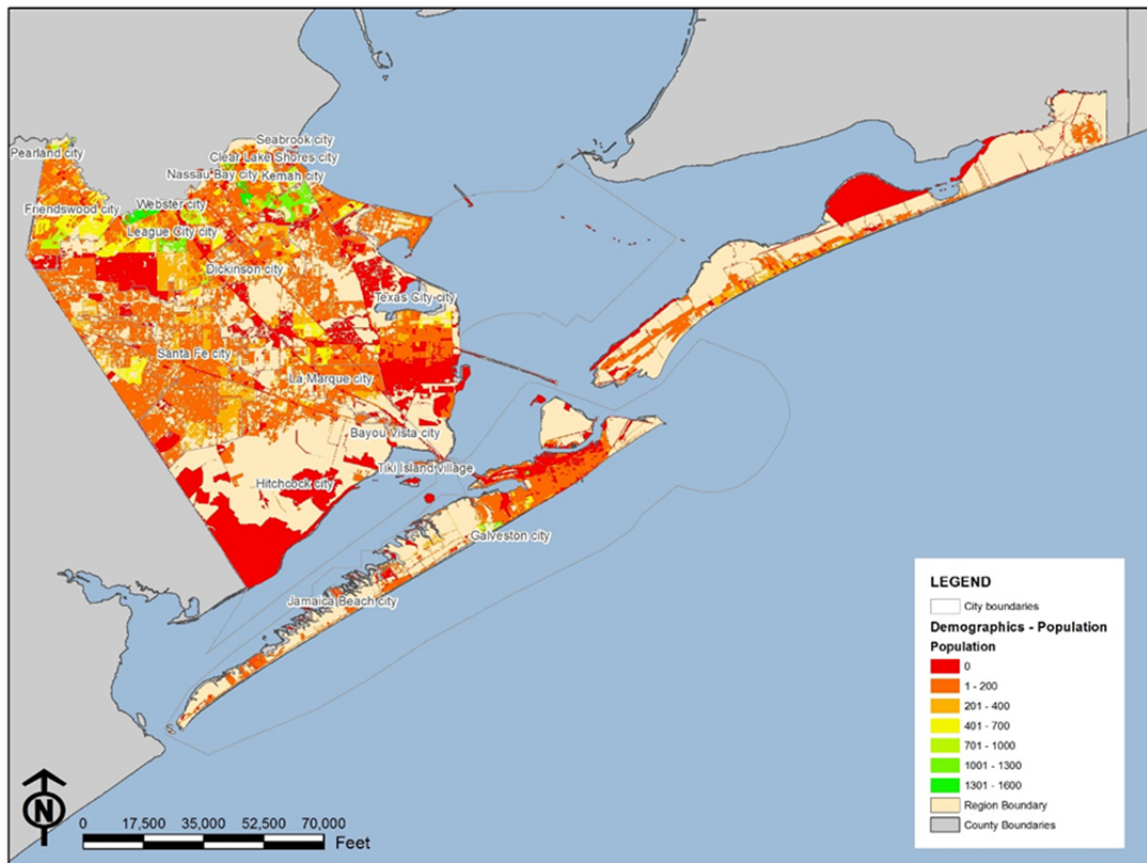 Seabrook city
Pearland city
Clear Lake Shores city
Nassau Bay city
Kemah city
Webster city
Friendswood city
League City city
Dickinson city
Texas City city
Santa Fe city
La Marque city
Bayou Vista city
Tiki Island village
Hitchcock city
Galveston city
Jamaica Beach city
LEGEND
City boundaries
Demographics - Population
Population
0
1 - 200
201 - 400
401 - 700
701 - 1000
1001 - 1300
1301 - 1600
Region Boundary
County Boundaries
N
0 17,500 35,000 52,500 70,000
Feet